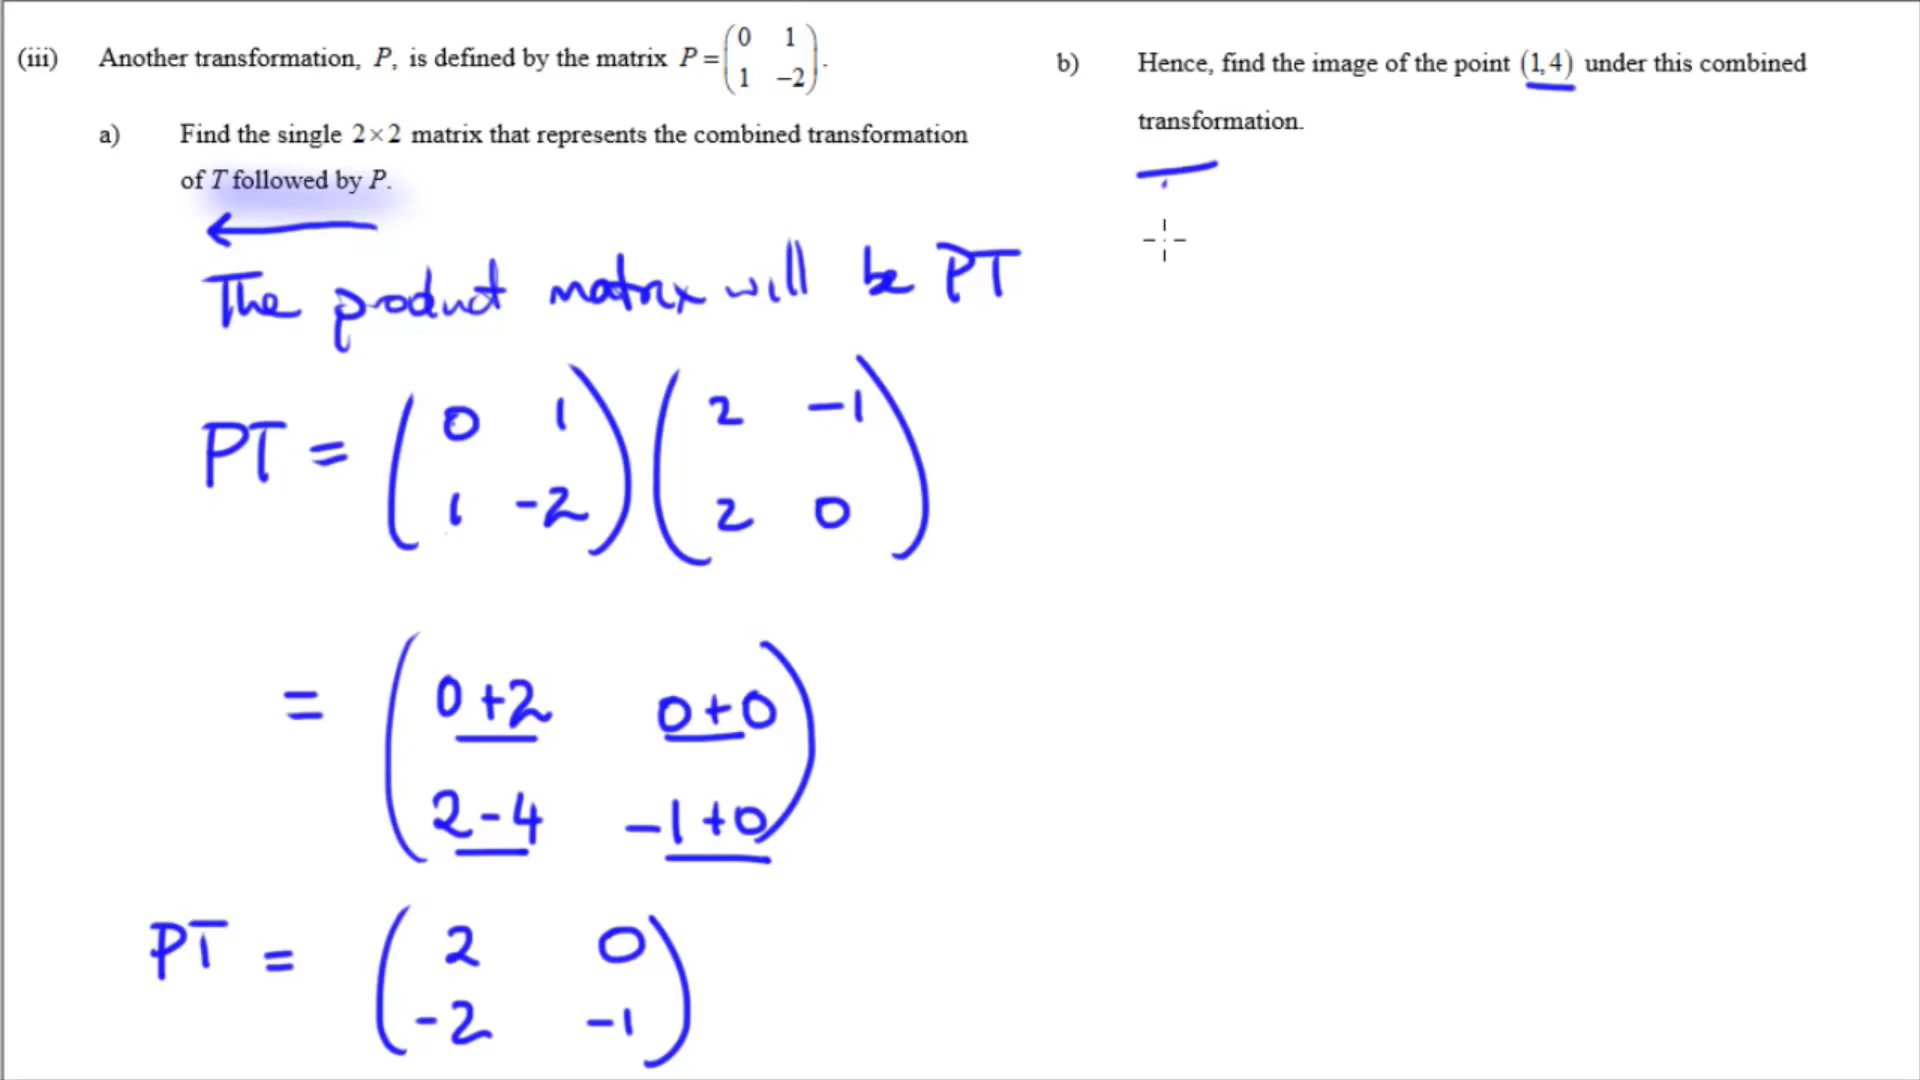 (iii) Another transformation, P, is defined by the matrix P = (0 1
1 -2).
a) Find the single 2×2 matrix that represents the combined transformation
of T followed by P.
The product matrix will be PT
PT = (0 1) (2 -1)
(1 -2) (2 0)
= (0+2 0+0)
(2-4 -1+0)
PT = (2 0)
(-2 -1)
b) Hence, find the image of the point (1,4) under this combined
transformation.